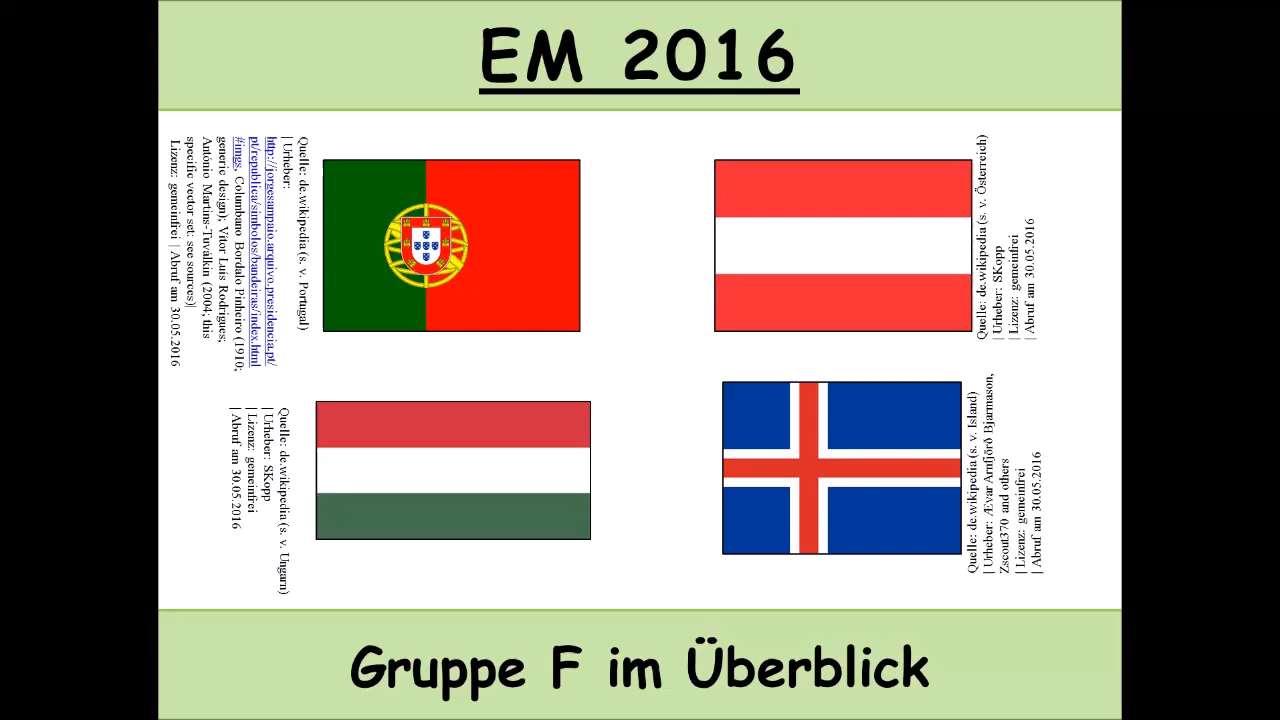 EM 2016
Quelle: de.wikipedia (s. v. Portugal)
| Urheber:
http://jorgesampaio.arquivo.presidencia.pt/
pt/republica/simbolos/bandeiras/index.html
#imgs, Columbano Bordalo Pinheiro (1910;
generic design); Vítor Luís Rodrigues;
António Martins-Tuválkin (2004; this
specific vector set: see sources)|
Lizenz: gemeinfrei | Abruf am 30.05.2016
Quelle: de.wikipedia (s. v. Österreich)
| Urheber: SKopp
| Lizenz: gemeinfrei
| Abruf am 30.05.2016
Quelle: de.wikipedia (s. v. Ungarn)
| Urheber: SKopp
| Lizenz: gemeinfrei
| Abruf am 30.05.2016
Quelle: de.wikipedia (s. v. Island)
| Urheber: Ævar Arnfjörð Bjarmason,
Zscout370 and others
| Lizenz: gemeinfrei
| Abruf am 30.05.2016
Gruppe F im Überblick